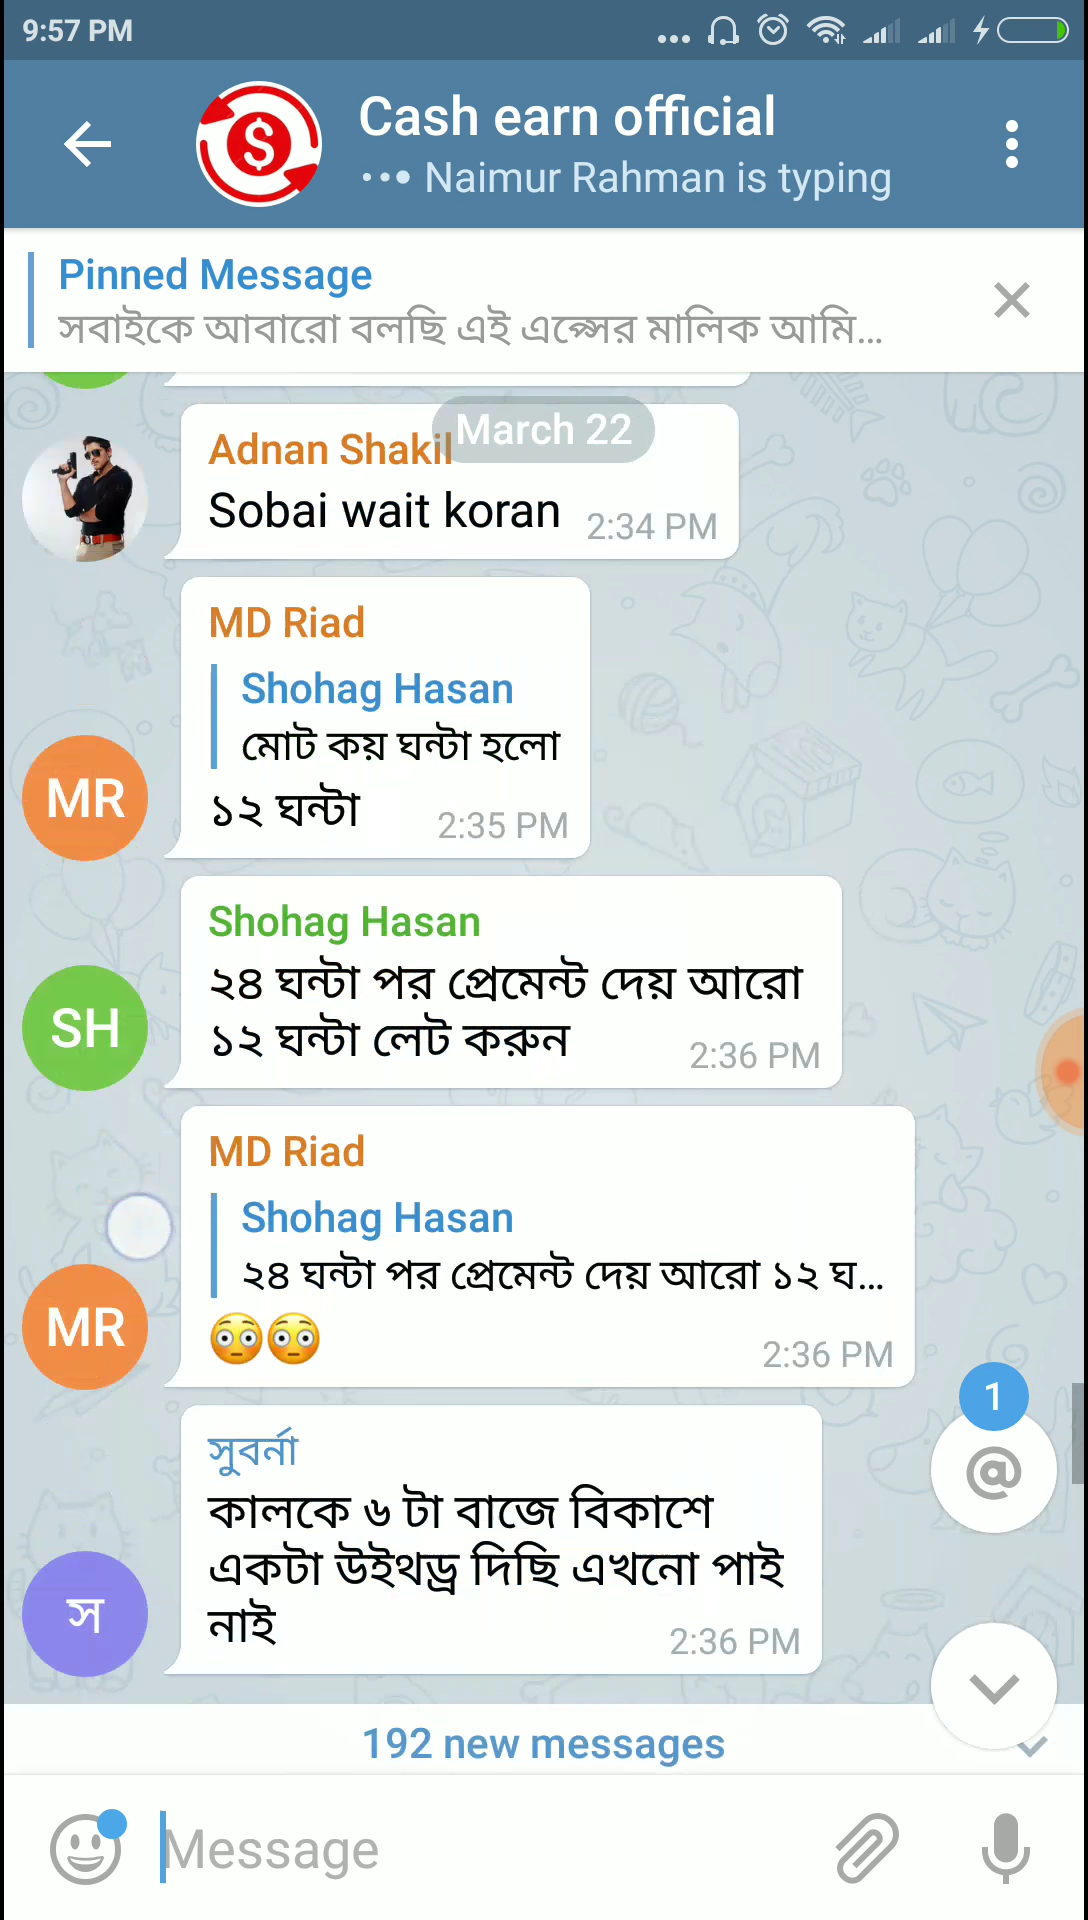 9:57 PM
Cash earn official
Naimur Rahman is typing
Pinned Message
সবাইকে আবারো বলছি এই এপ্সের মালিক আমি...
March 22
Adnan Shakil
Sobai wait koran 2:34 PM
MD Riad
Shohag Hasan
মোট কয় ঘন্টা হলো
১২ ঘন্টা 2:35 PM
MR
Shohag Hasan
২৪ ঘন্টা পর প্রেমেন্ট দেয় আরো
১২ ঘন্টা লেট করুন 2:36 PM
SH
MD Riad
Shohag Hasan
২৪ ঘন্টা পর প্রেমেন্ট দেয় আরো ১২ ঘ...
😳😳 2:36 PM
MR
1
@
সুবর্না
কালকে ৬ টা বাজে বিকাশে
একটা উইথড্র দিছি এখনো পাই
নাই 2:36 PM
স
192 new messages
Message